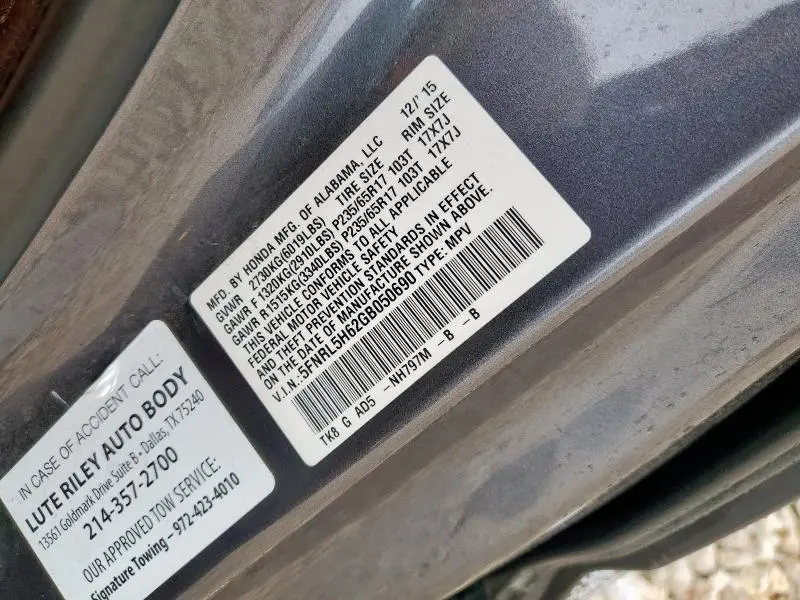 MFD. BY HONDA MFG. OF ALABAMA, LLC 12/'15
GVWR 2730KG(6019LBS) TIRE SIZE RIM SIZE
GAWR F 1320KG(2910LBS) P235/65R17 103T 17X7J
GAWR R1515KG(3340LBS) P235/65R17 103T 17X7J
THIS VEHICLE CONFORMS TO ALL APPLICABLE
FEDERAL MOTOR VEHICLE SAFETY
AND THEFT PREVENTION STANDARDS IN EFFECT
ON THE DATE OF MANUFACTURE SHOWN ABOVE.
V.I.N.:5FNRL5H62GB050690 TYPE: MPV
TK8 G AD5 -NH797M -B -B
IN CASE OF ACCIDENT CALL:
LUTE RILEY AUTO BODY
13561 Goldmark Drive Suite B - Dallas, TX 75240
214-357-2700
OUR APPROVED TOW SERVICE:
Signature Towing - 972-423-4010